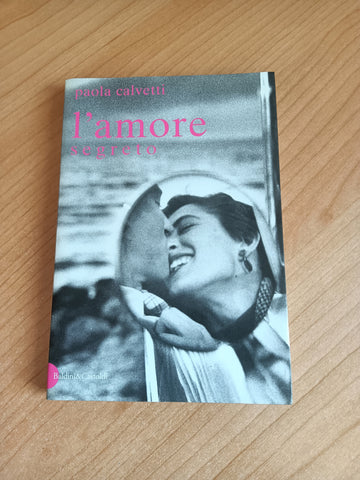 paola calvetti
l'amore
segreto
Baldini&Castoldi